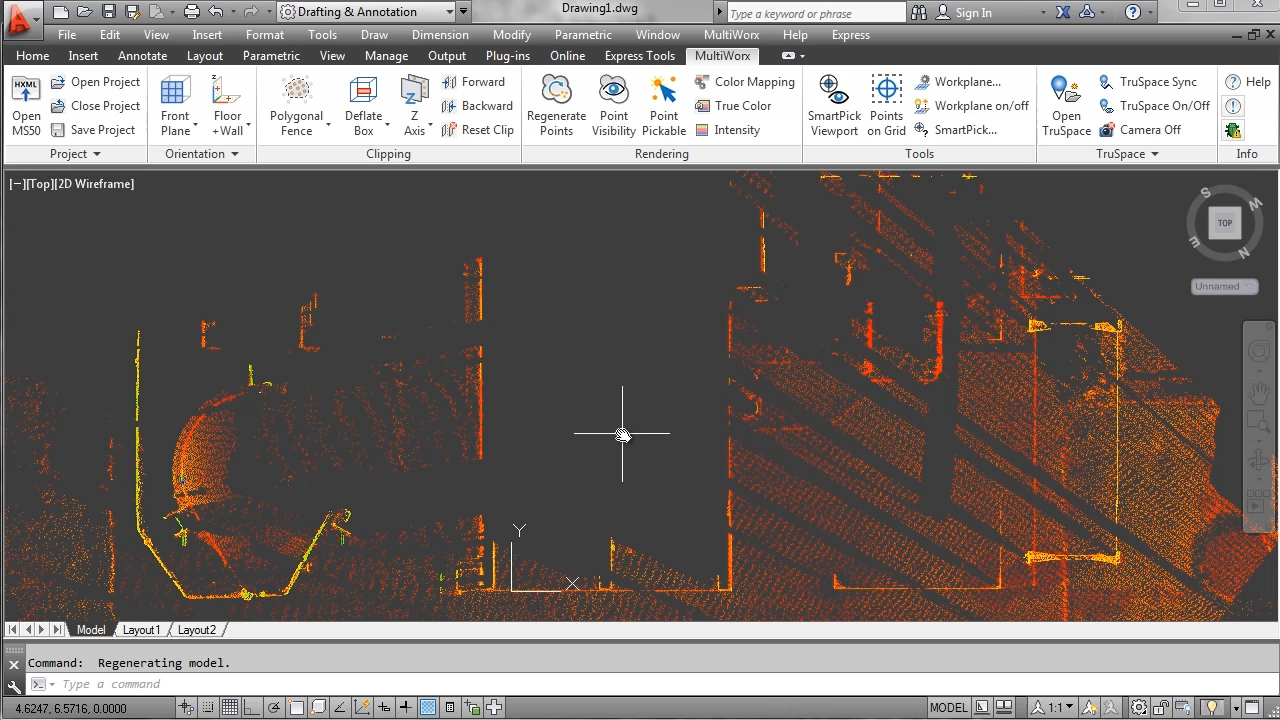 Drafting & Annotation
Drawing1.dwg
Type a keyword or phrase
Sign In
File Edit View Insert Format Tools Draw Dimension Modify Parametric Window MultiWorx Help Express
Home Insert Annotate Layout Parametric View Manage Output Plug-ins Online Express Tools MultiWorx
HXML
Open MS50
Open Project
Close Project
Save Project
Project
Front Plane
Floor +Wall
Orientation
Polygonal Fence
Deflate Box
Z Axis
Forward
Backward
Reset Clip
Clipping
Regenerate Points
Point Visibility
Point Pickable
Color Mapping
True Color
Intensity
Rendering
SmartPick Viewport
Points on Grid
Workplane...
Workplane on/off
SmartPick...
Tools
Open TruSpace
TruSpace Sync
TruSpace On/Off
Camera Off
TruSpace
Help
Info
[−][Top][2D Wireframe]
S
W
TOP
E
N
Unnamed
Y
X
Model Layout1 Layout2
Command: Regenerating model.
Type a command
4.6247, 6.5716, 0.0000
MODEL
1:1